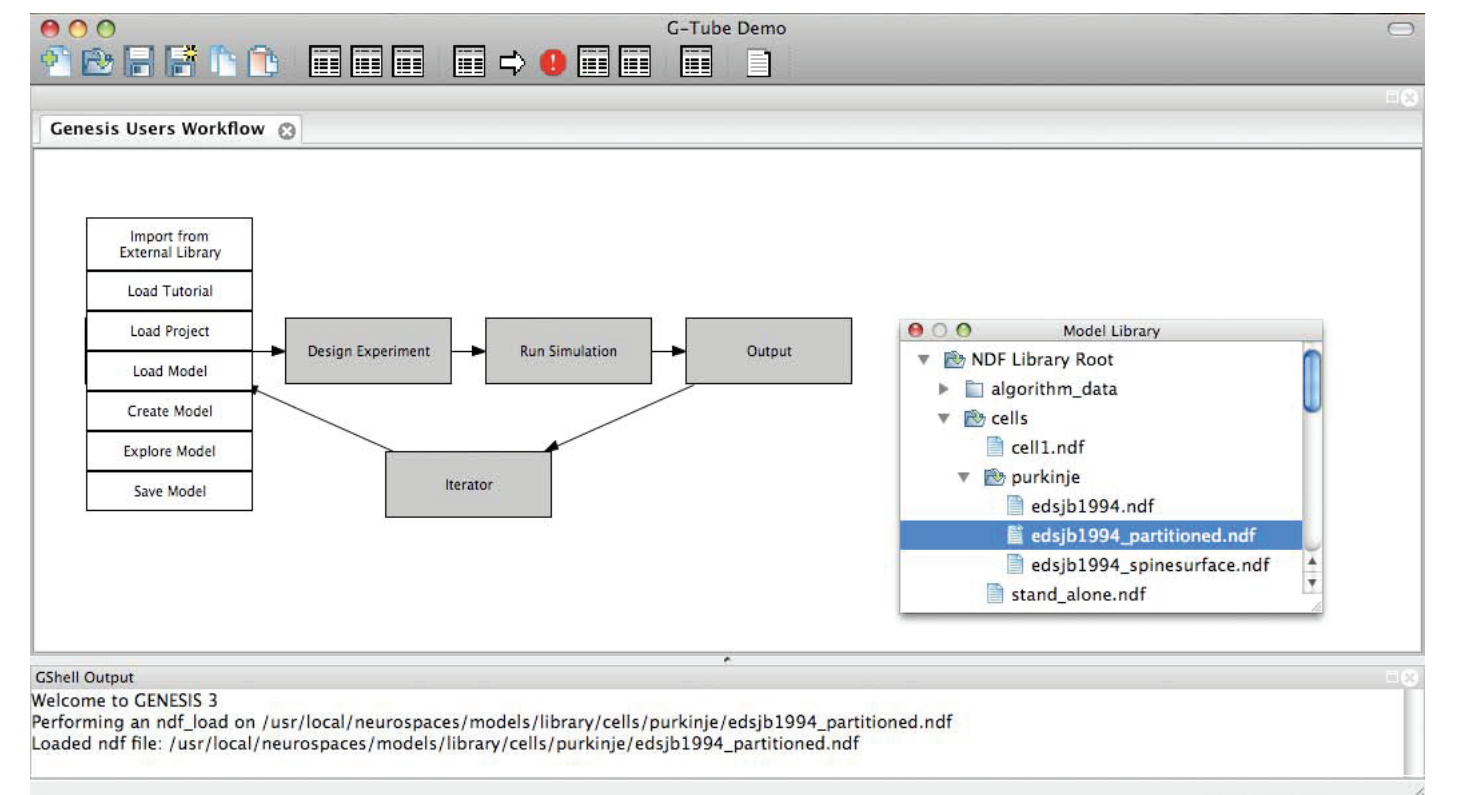 G-Tube Demo
Genesis Users Workflow
Import from
External Library
Load Tutorial
Load Project
Load Model
Create Model
Explore Model
Save Model
Design Experiment
Run Simulation
Output
Iterator
Model Library
NDF Library Root
algorithm_data
cells
cell1.ndf
purkinje
edsjb1994.ndf
edsjb1994_partitioned.ndf
edsjb1994_spinesurface.ndf
stand_alone.ndf
GShell Output
Welcome to GENESIS 3
Performing an ndf_load on /usr/local/neurospaces/models/library/cells/purkinje/edsjb1994_partitioned.ndf
Loaded ndf file: /usr/local/neurospaces/models/library/cells/purkinje/edsjb1994_partitioned.ndf